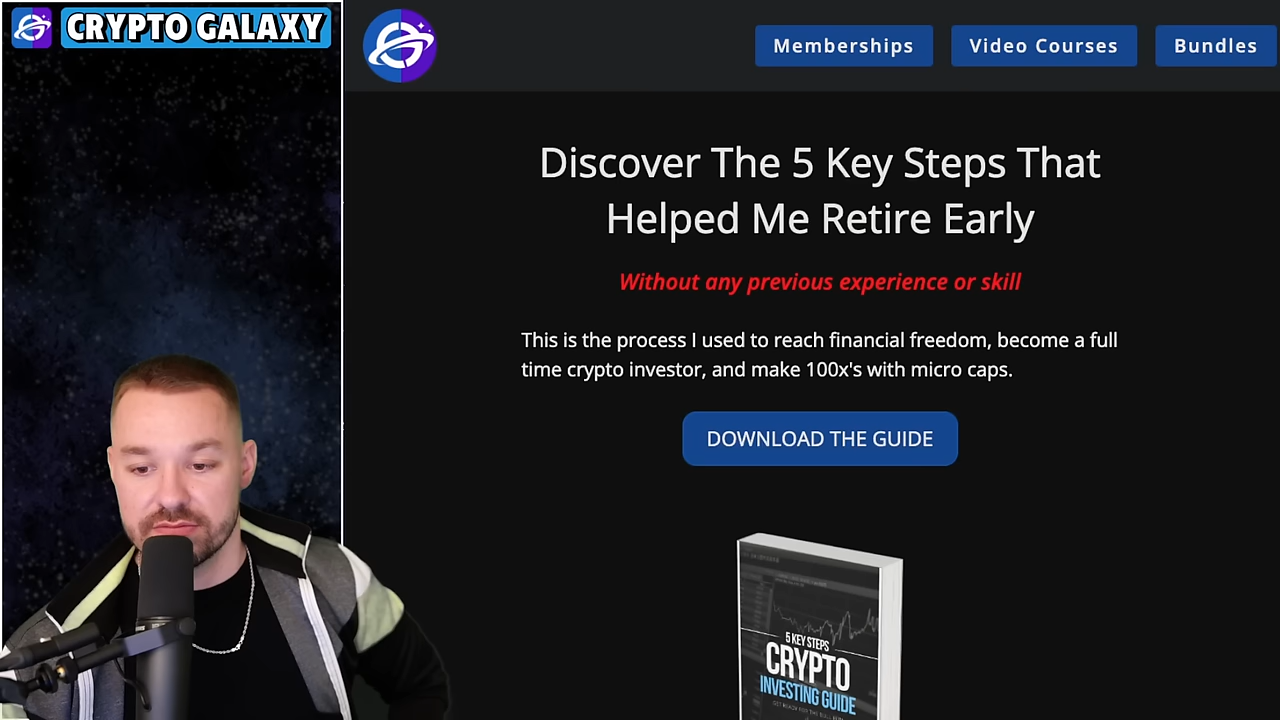 CRYPTO GALAXY
Memberships
Video Courses
Bundles
Discover The 5 Key Steps That
Helped Me Retire Early
Without any previous experience or skill
This is the process I used to reach financial freedom, become a full
time crypto investor, and make 100x's with micro caps.
DOWNLOAD THE GUIDE
5 KEY STEPS
CRYPTO
INVESTING GUIDE